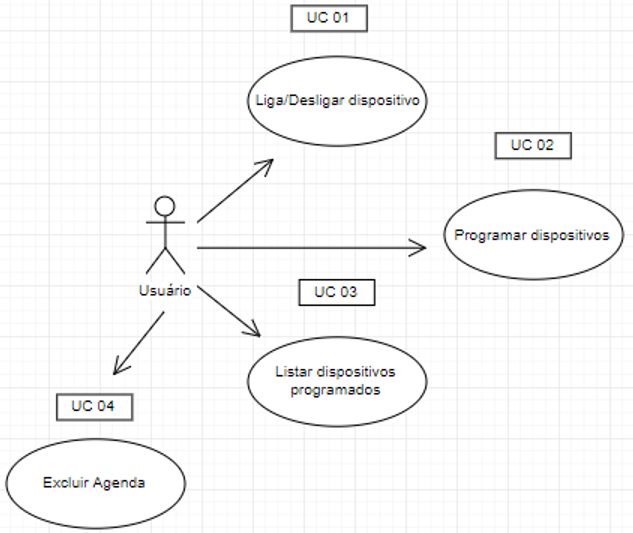 UC 01
Liga/Desligar dispositivo
UC 02
Programar dispositivos
Usuário
UC 03
Listar dispositivos
programados
UC 04
Excluir Agenda